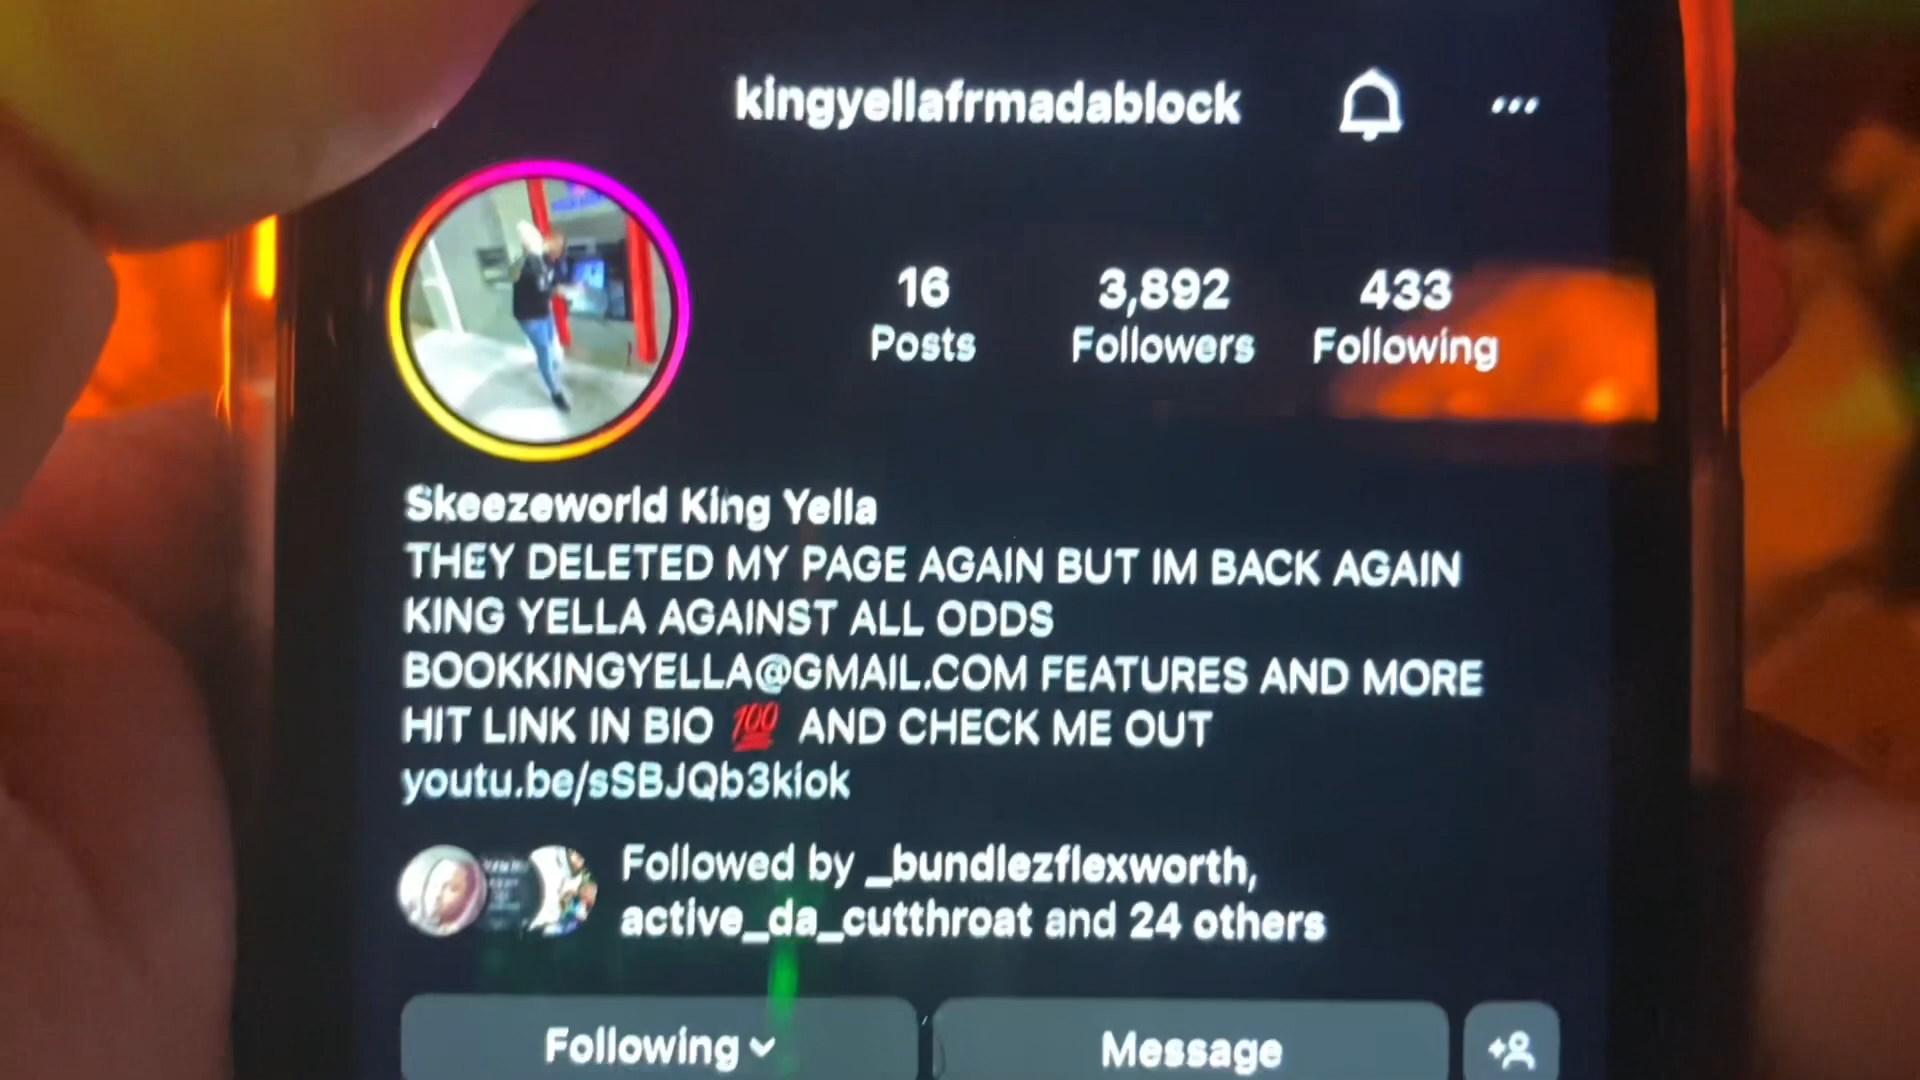 kingyellafrmadablock
16 3,892 433
Posts Followers Following
Skeezeworld King Yella
THEY DELETED MY PAGE AGAIN BUT IM BACK AGAIN
KING YELLA AGAINST ALL ODDS
BOOKKINGYELLA@GMAIL.COM FEATURES AND MORE
HIT LINK IN BIO 💯 AND CHECK ME OUT
youtu.be/sSBJQb3kiok
Followed by _bundlezflexworth,
active_da_cutthroat and 24 others
Following Message